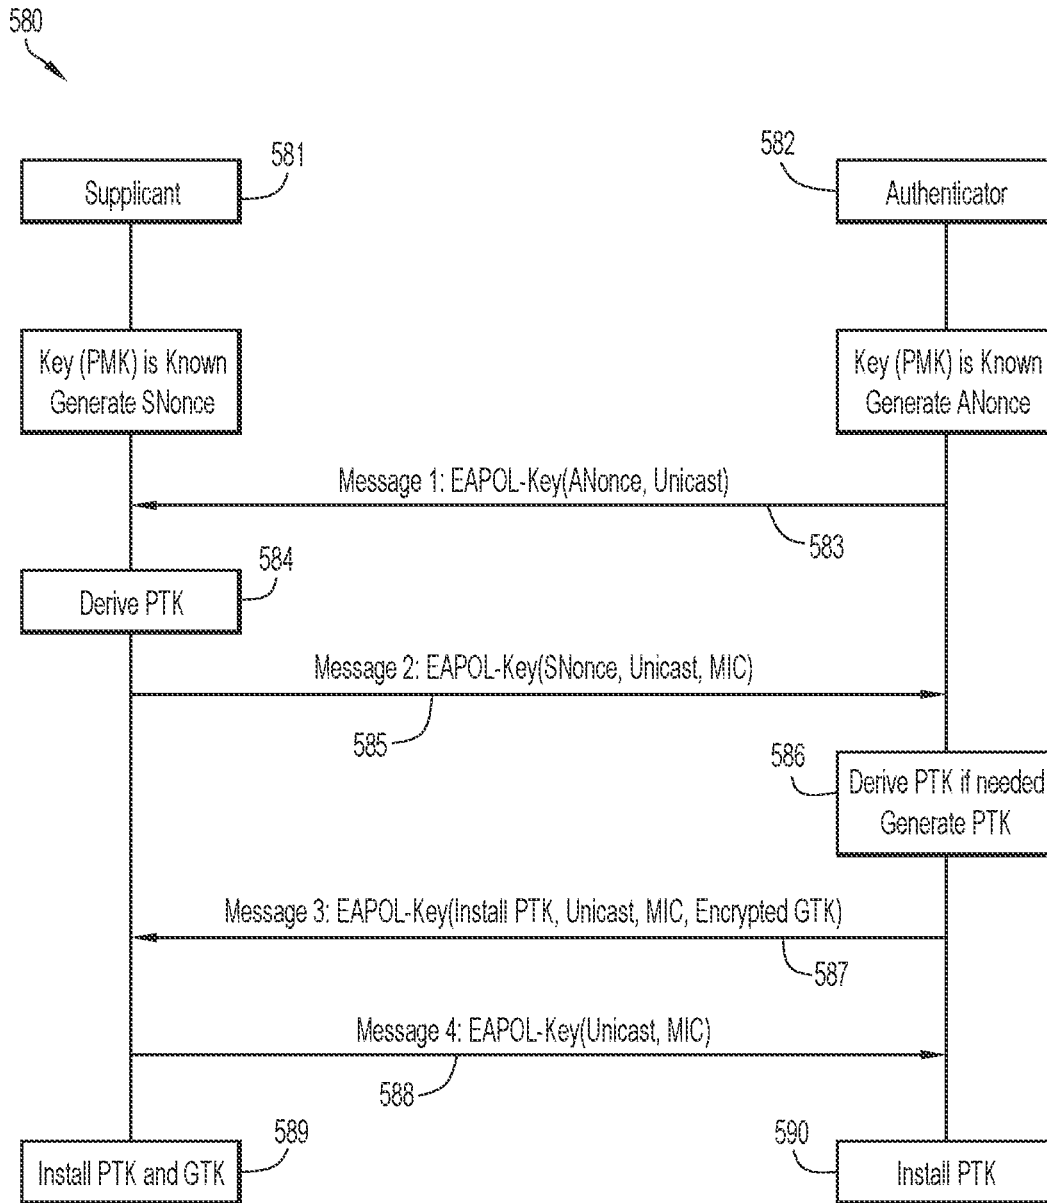 580
581
582
Supplicant
Authenticator
Key (PMK) is Known
Generate SNonce
Key (PMK) is Known
Generate ANonce
Message 1: EAPOL-Key(ANonce, Unicast)
583
584
Derive PTK
Message 2: EAPOL-Key(SNonce, Unicast, MIC)
585
586
Derive PTK if needed
Generate PTK
Message 3: EAPOL-Key(Install PTK, Unicast, MIC, Encrypted GTK)
587
Message 4: EAPOL-Key(Unicast, MIC)
588
589
590
Install PTK and GTK
Install PTK